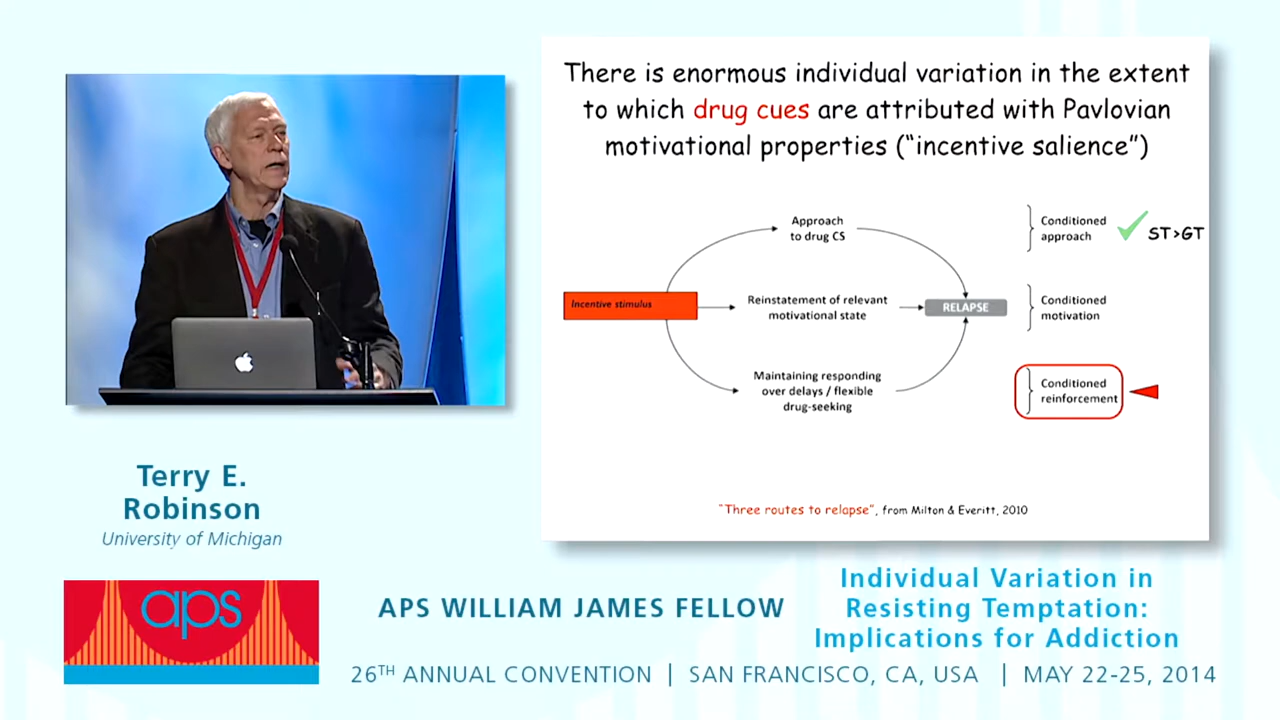 There is enormous individual variation in the extent
to which drug cues are attributed with Pavlovian
motivational properties (“incentive salience”)
Approach
to drug CS
Conditioned
approach
ST>GT
Incentive stimulus
Reinstatement of relevant
motivational state
RELAPSE
Conditioned
motivation
Maintaining responding
over delays / flexible
drug-seeking
Conditioned
reinforcement
“Three routes to relapse”, from Milton & Everitt, 2010
Terry E.
Robinson
University of Michigan
aps
APS WILLIAM JAMES FELLOW
Individual Variation in
Resisting Temptation:
Implications for Addiction
26TH ANNUAL CONVENTION | SAN FRANCISCO, CA, USA | MAY 22-25, 2014